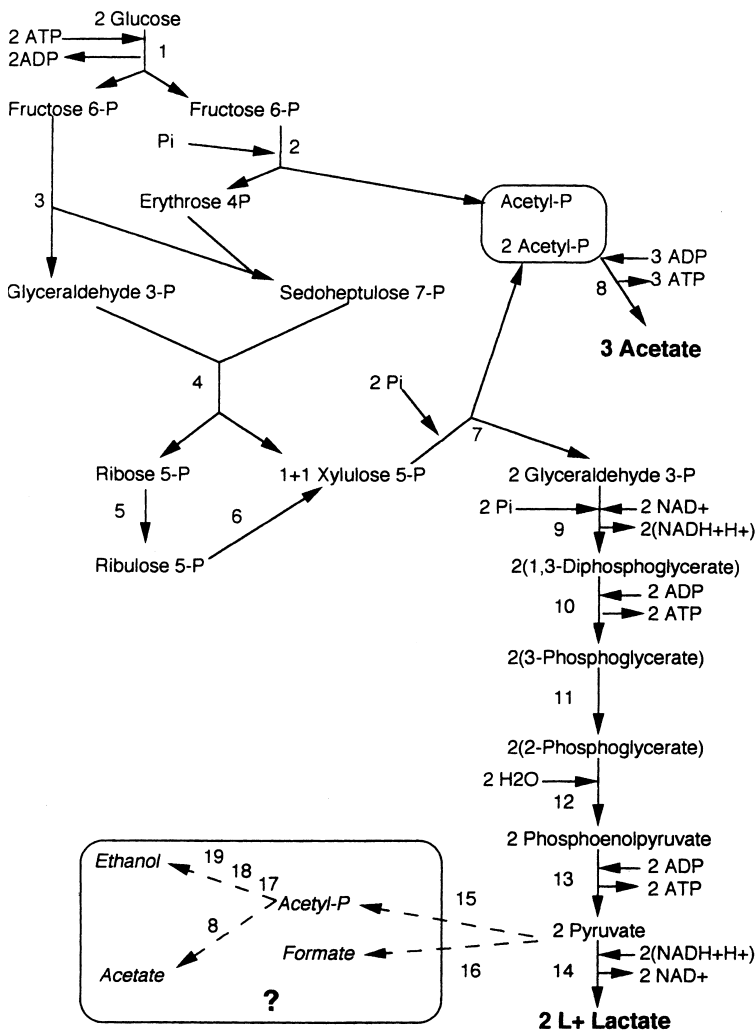 2 Glucose
2 ATP
2ADP
1
Fructose 6-P
Fructose 6-P
Pi
2
3
Erythrose 4P
Acetyl-P
2 Acetyl-P
3 ADP
3 ATP
8
Glyceraldehyde 3-P
Sedoheptulose 7-P
3 Acetate
4
2 Pi
7
Ribose 5-P
1+1 Xylulose 5-P
2 Glyceraldehyde 3-P
5
6
2 Pi
2 NAD+
9
2(NADH+H+)
Ribulose 5-P
2(1,3-Diphosphoglycerate)
2 ADP
10
2 ATP
2(3-Phosphoglycerate)
11
2(2-Phosphoglycerate)
2 H2O
12
2 Phosphoenolpyruvate
2 ADP
13
2 ATP
Ethanol
19
18
17
Acetyl-P
15
8
2 Pyruvate
Formate
16
2(NADH+H+)
14
2 NAD+
Acetate
?
2 L+ Lactate